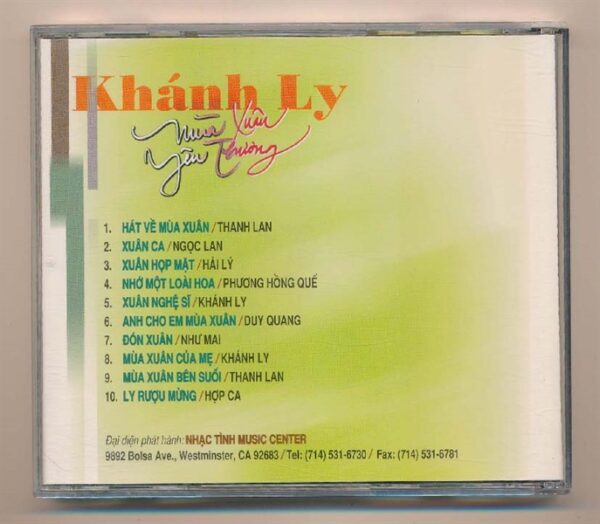 Khánh Ly
Mùa Xuân
Yêu Thương
1. HÁT VỀ MÙA XUÂN / THANH LAN
2. XUÂN CA / NGỌC LAN
3. XUÂN HỌP MẶT / HẢI LÝ
4. NHỚ MỘT LOÀI HOA / PHƯƠNG HỒNG QUẾ
5. XUÂN NGHỆ SĨ / KHÁNH LY
6. ANH CHO EM MÙA XUÂN / DUY QUANG
7. ĐÓN XUÂN / NHƯ MAI
8. MÙA XUÂN CỦA MẸ / KHÁNH LY
9. MÙA XUÂN BÊN SUỐI / THANH LAN
10. LY RƯỢU MỪNG / HỢP CA
Đại diện phát hành: NHẠC TÌNH MUSIC CENTER
9892 Bolsa Ave., Westminster, CA 92683 / Tel: (714) 531-6730 / Fax: (714) 531-6781